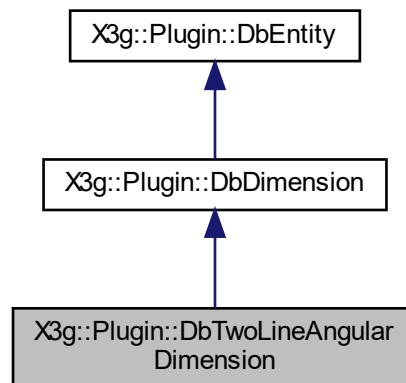 X3g::Plugin::DbEntity
X3g::Plugin::DbDimension
X3g::Plugin::DbTwoLineAngular
Dimension